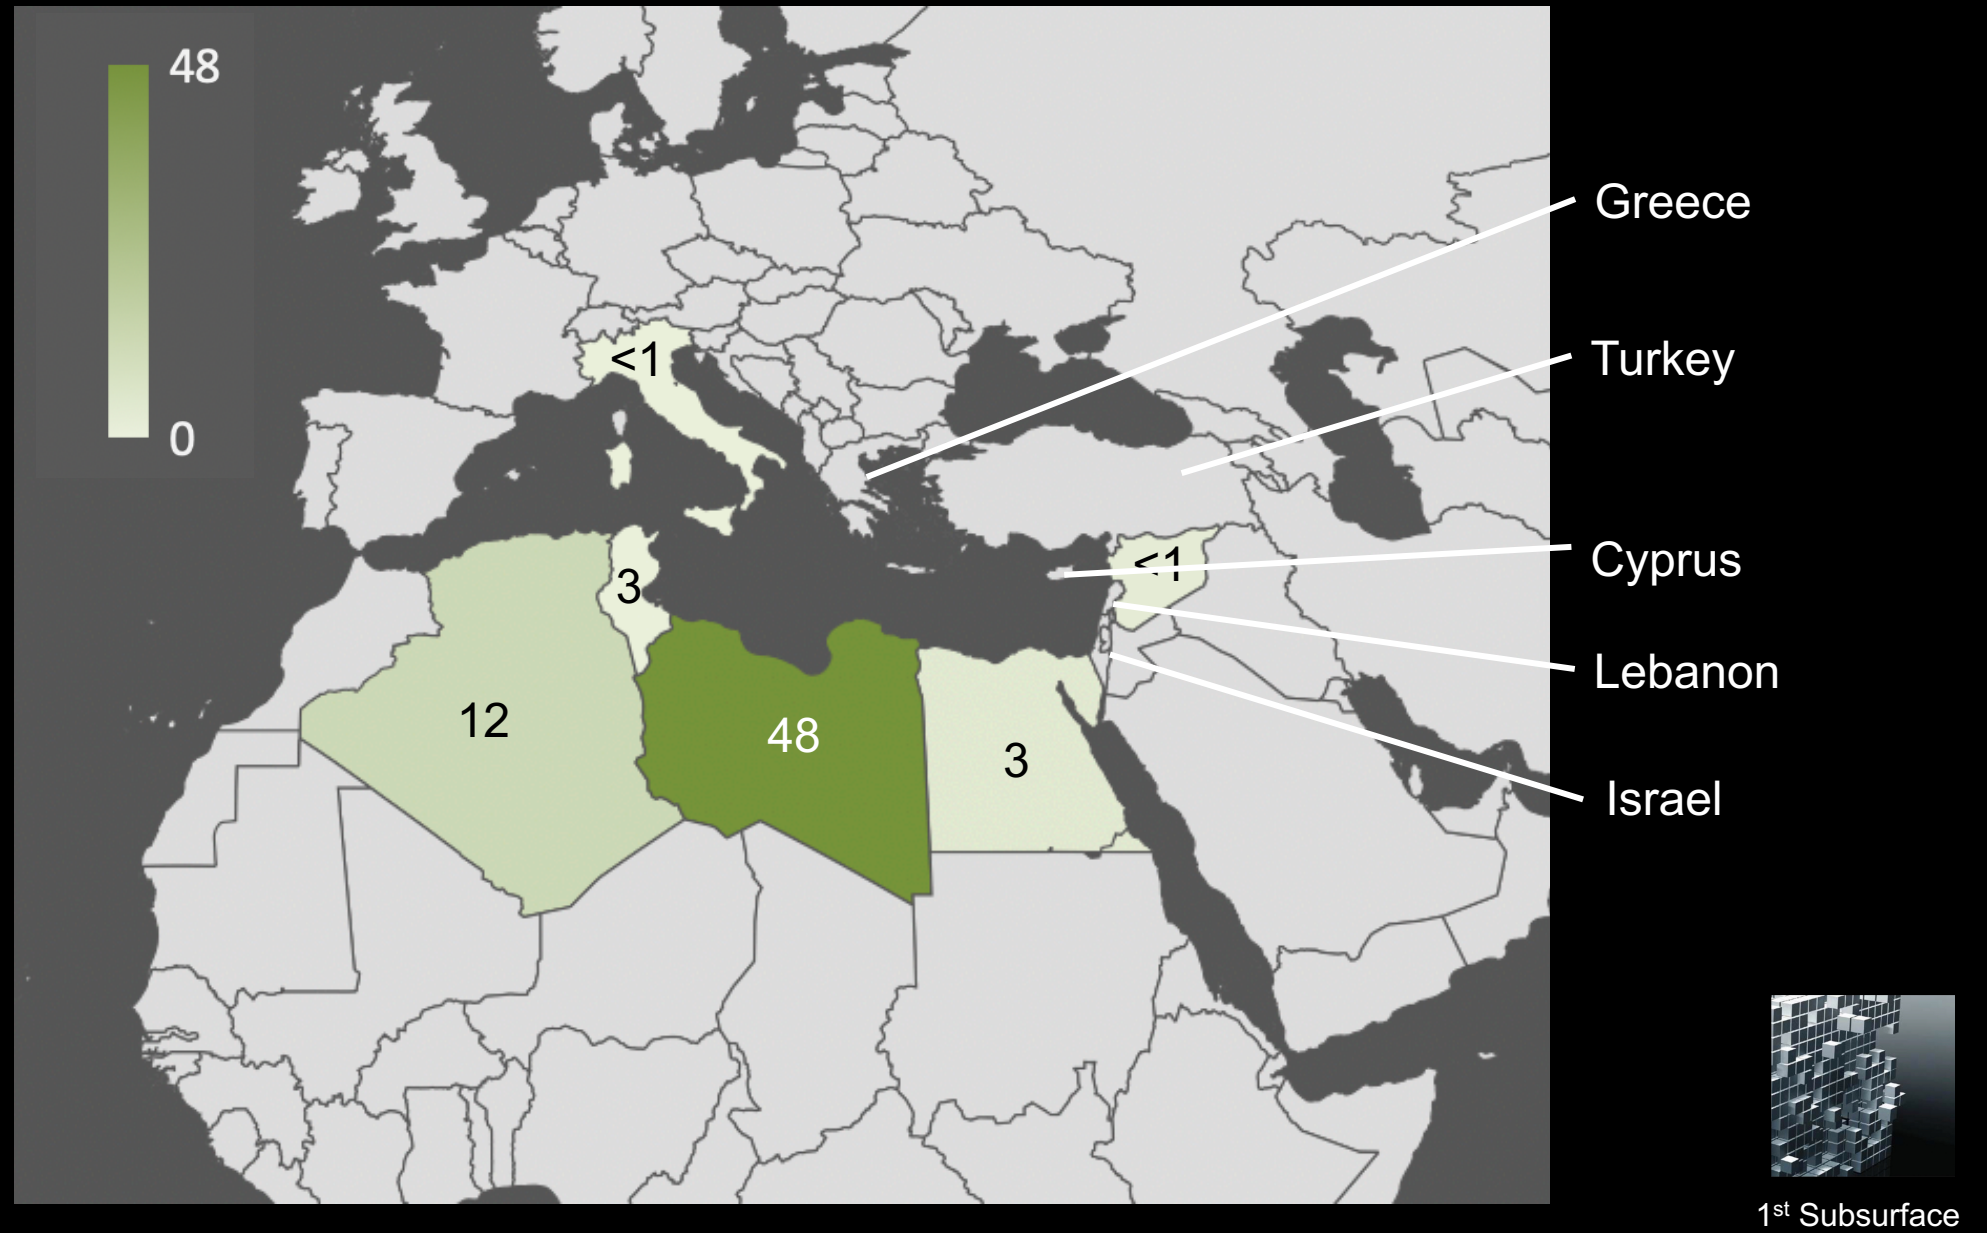 48
0
Greece
Turkey
<1
<1
Cyprus
3
Lebanon
12
48
3
Israel
1st Subsurface